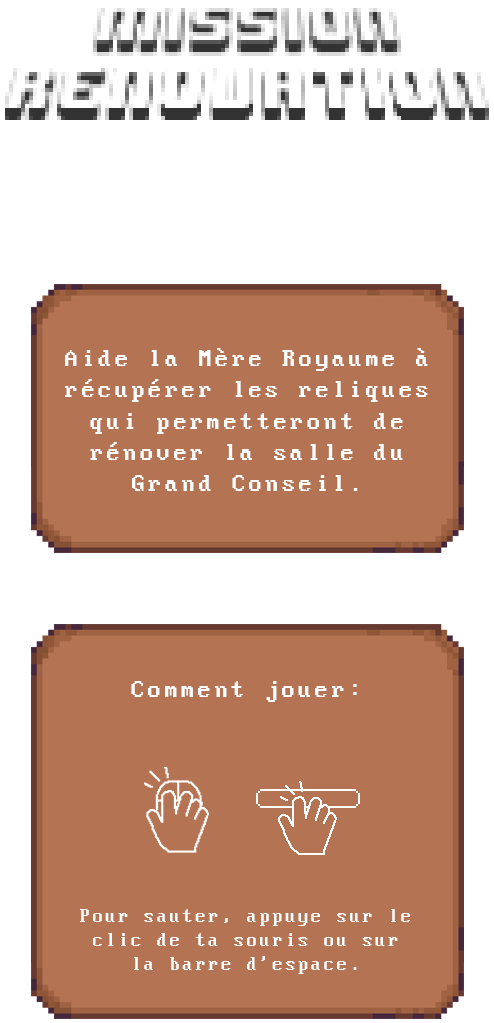 MISSION
RENOVATION
Aide la Mère Royaume à
récupérer les reliques
qui permetteront de
rénover la salle du
Grand Conseil.
Comment jouer:
Pour sauter, appuye sur le
clic de ta souris ou sur
la barre d'espace.